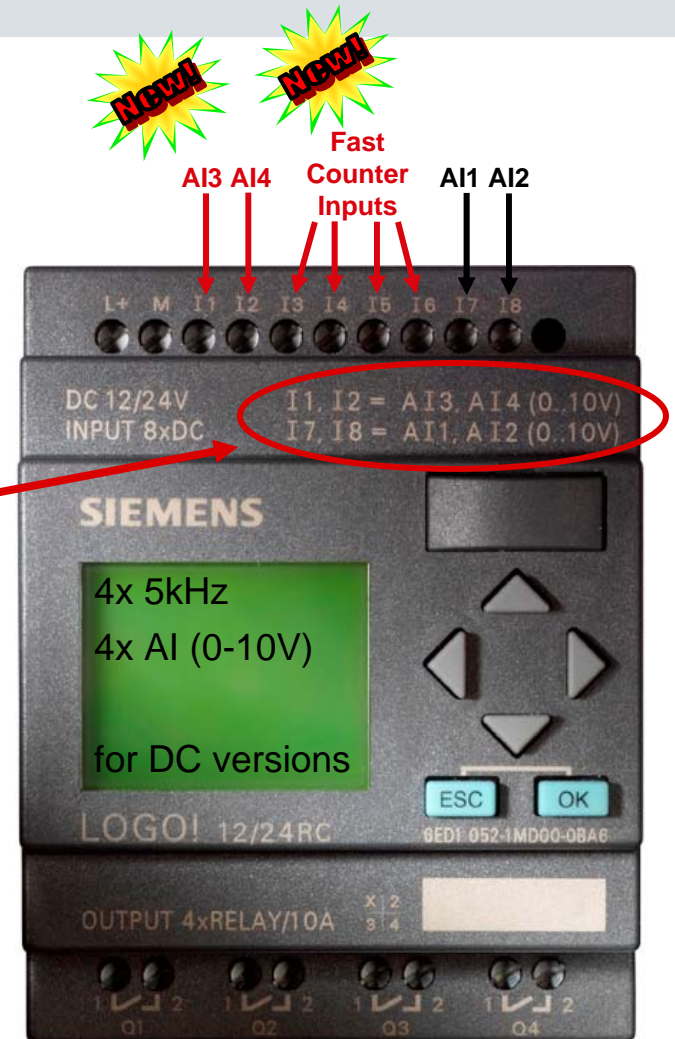 New! New!
Fast
Counter
Inputs
AI3 AI4
AI1 AI2
L+ M I1 I2 I3 I4 I5 I6 I7 I8
DC 12/24V
INPUT 8xDC
I1, I2 = AI3, AI4 (0..10V)
I7, I8 = AI1, AI2 (0..10V)
SIEMENS
4x 5kHz
4x AI (0-10V)
for DC versions
ESC OK
LOGO! 12/24RC
6ED1 052-1MD00-0BA6
OUTPUT 4xRELAY/10A
X 2
3 4
1 2 1 2 1 2 1 2
Q1 Q2 Q3 Q4